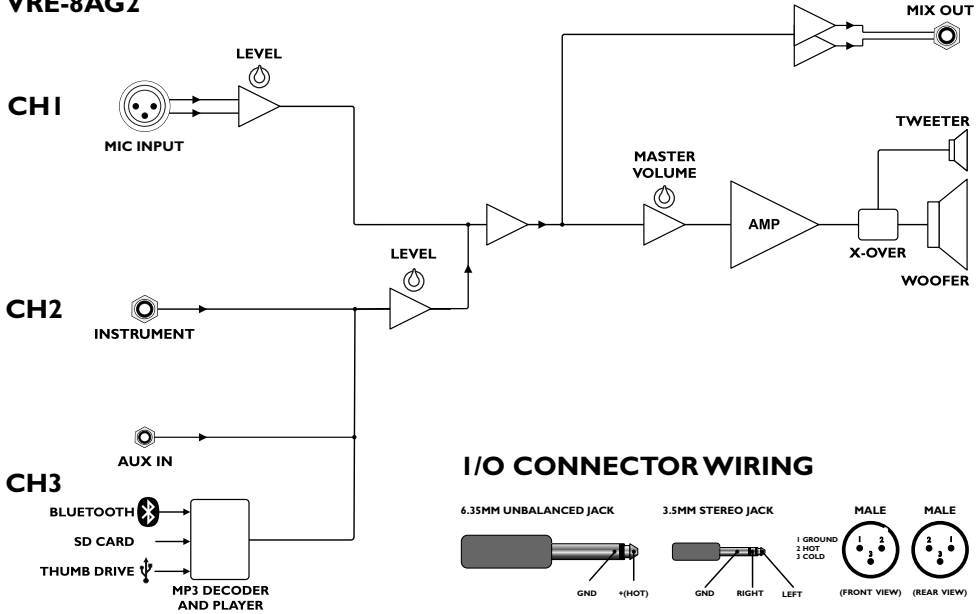 VRE-8AG2
MIX OUT
LEVEL
CH1
MIC INPUT
TWEETER
MASTER
VOLUME
AMP
X-OVER
WOOFER
LEVEL
CH2
INSTRUMENT
AUX IN
CH3
BLUETOOTH
SD CARD
THUMB DRIVE
MP3 DECODER
AND PLAYER
I/O CONNECTOR WIRING
6.35MM UNBALANCED JACK
GND +(HOT)
3.5MM STEREO JACK
GND RIGHT LEFT
1 GROUND
2 HOT
3 COLD
MALE
1 2
3
(FRONT VIEW)
MALE
2 1
3
(REAR VIEW)